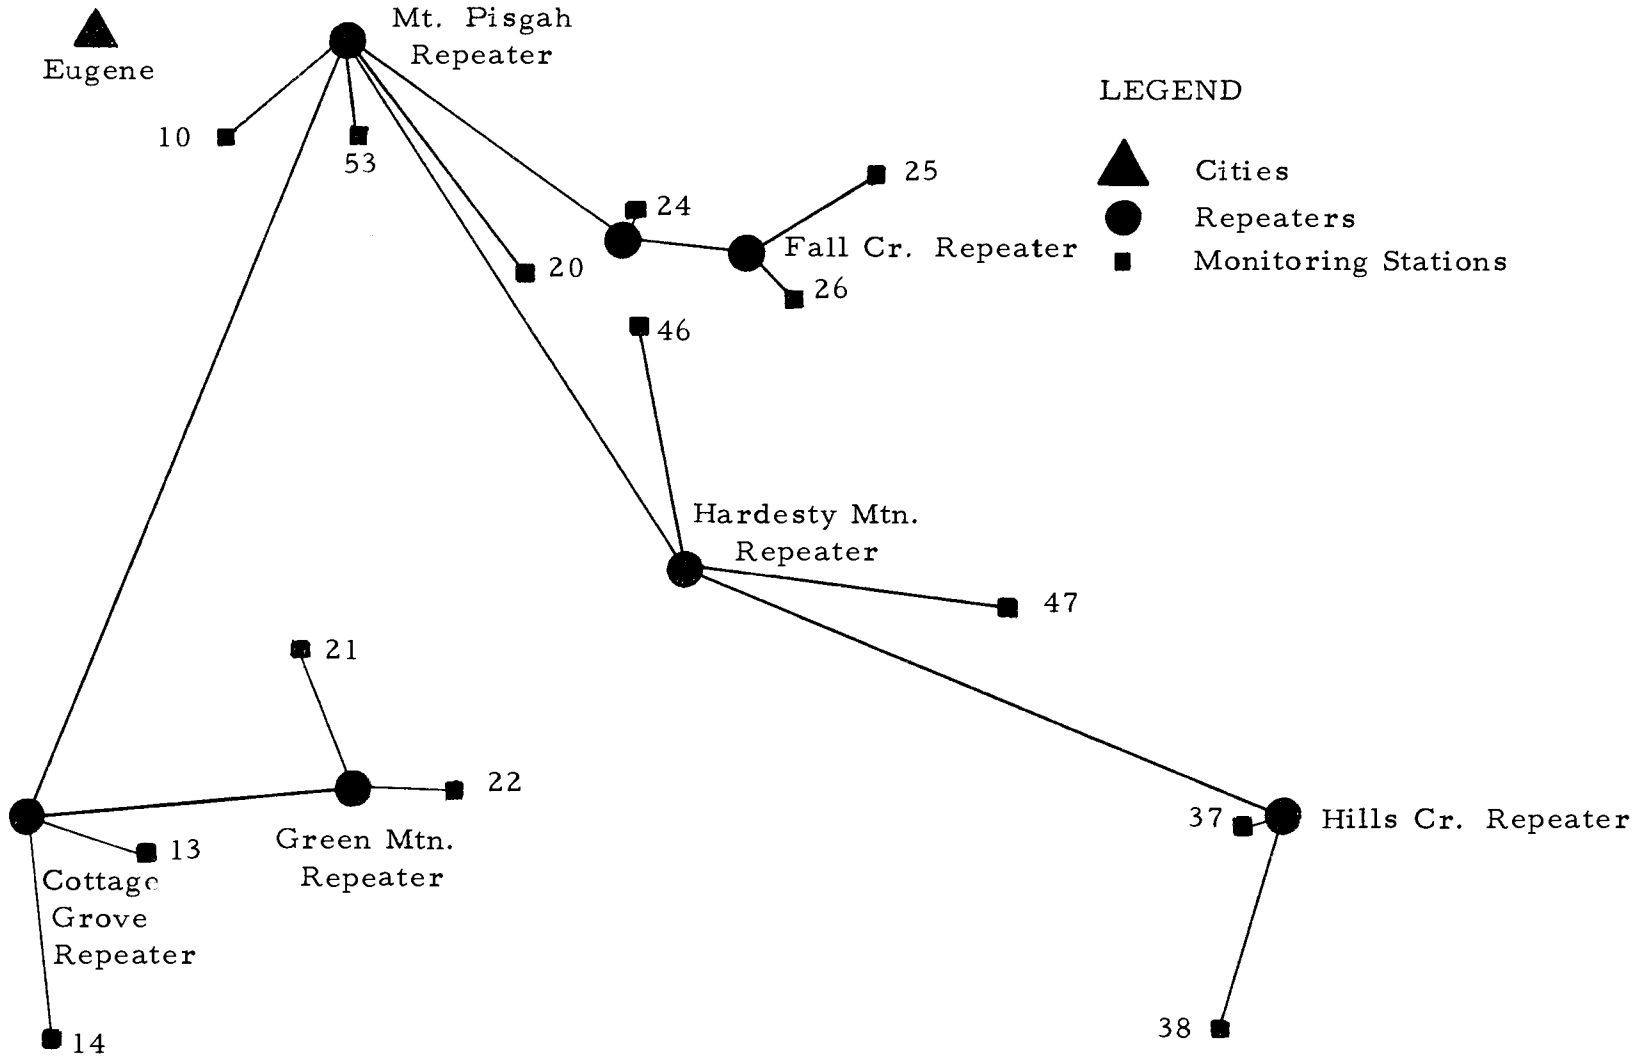 Mt. Pisgah
Repeater
Eugene
LEGEND
10
53
25
Cities
24
Repeaters
Fall Cr. Repeater
20
Monitoring Stations
26
46
Hardesty Mtn.
Repeater
47
21
22
37
Hills Cr. Repeater
Green Mtn.
Repeater
13
Cottage
Grove
Repeater
38
14